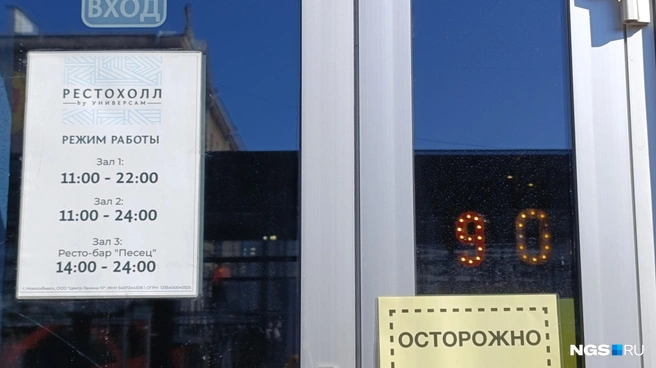 ВХОД
РЕСТОХОЛЛ
by УНИВЕРСАМ
РЕЖИМ РАБОТЫ
Зал 1:
11:00 - 22:00
Зал 2:
11:00 - 24:00
Зал 3:
Ресто-бар "Песец"
14:00 - 24:00
90
ОСТОРОЖНО
NGS RU